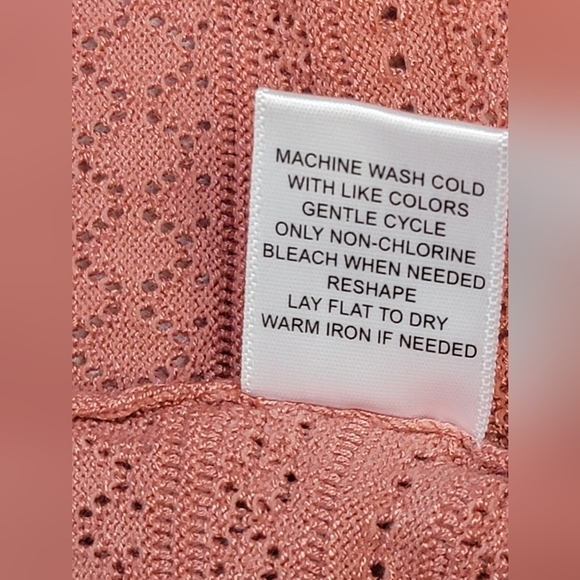 MACHINE WASH COLD
WITH LIKE COLORS
GENTLE CYCLE
ONLY NON-CHLORINE
BLEACH WHEN NEEDED
RESHAPE
LAY FLAT TO DRY
WARM IRON IF NEEDED